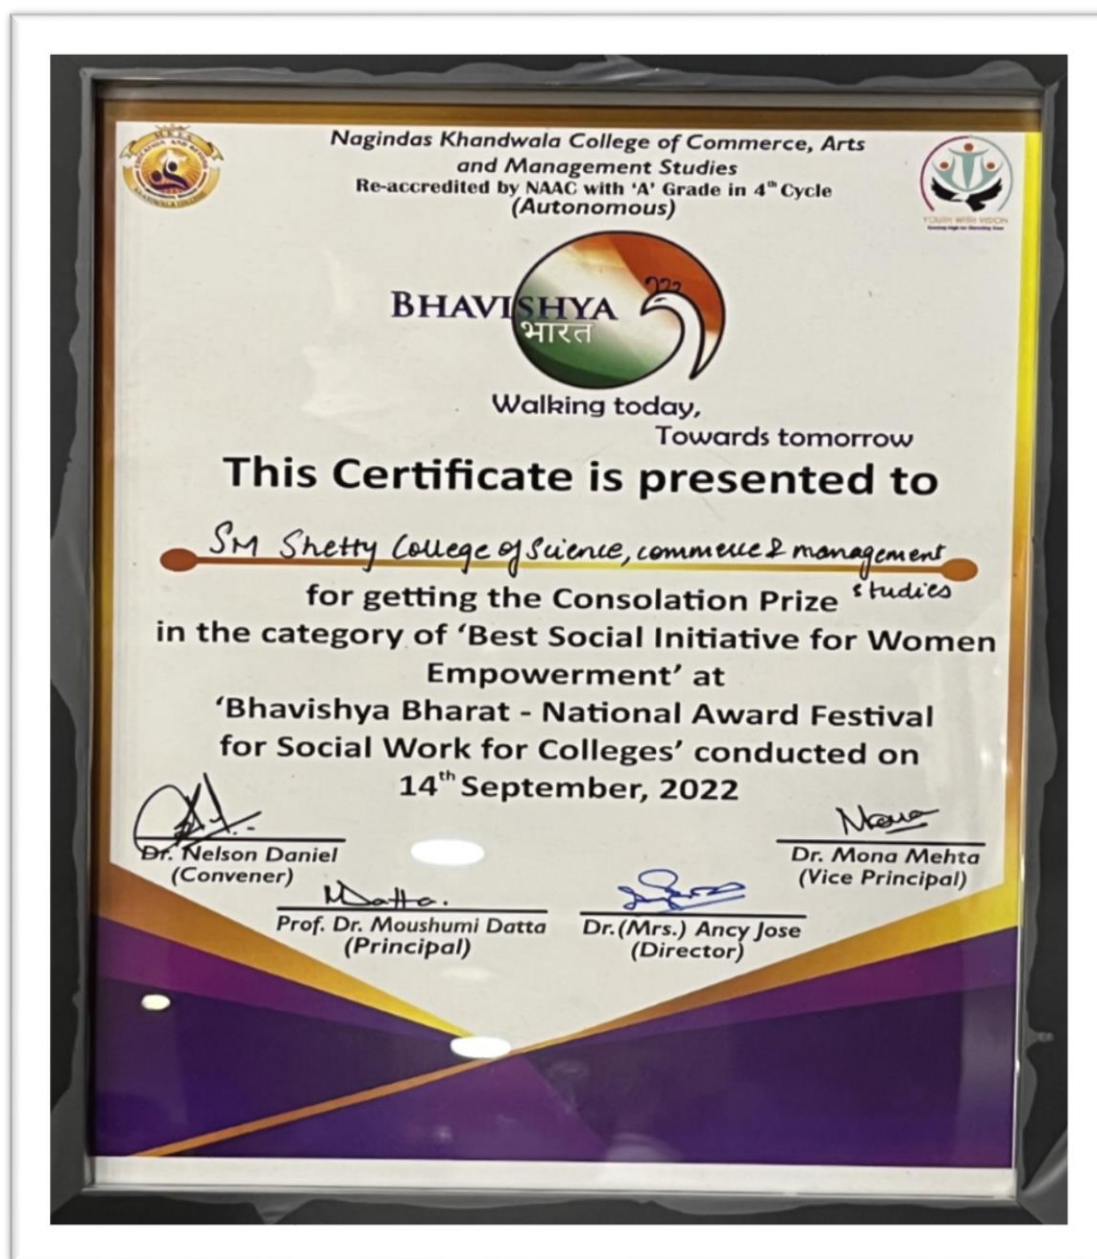 Nagindas Khandwala College of Commerce, Arts
and Management Studies
Re-accredited by NAAC with 'A' Grade in 4th Cycle
(Autonomous)
YOUTH WITH VISION
BHAVISHYA
भारत
Walking today,
Towards tomorrow
This Certificate is presented to
SM Shetty College of Science, commerce & management
studies
for getting the Consolation Prize
in the category of 'Best Social Initiative for Women
Empowerment' at
'Bhavishya Bharat - National Award Festival
for Social Work for Colleges' conducted on
14th September, 2022
Dr. Nelson Daniel
(Convener)
Dr. Mona Mehta
(Vice Principal)
MDatta.
Prof. Dr. Moushumi Datta
(Principal)
Dr.(Mrs.) Ancy Jose
(Director)